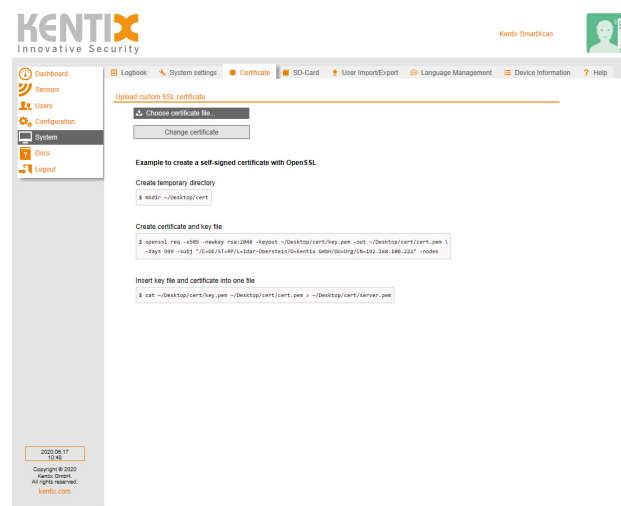 KENTIX
Innovative Security
Kentix SmartXcan
Dashboard
Sensors
Users
Configuration
System
Docs
Logout
Logbook System settings Certificate SD-Card User Import/Export Language Management Device Information ? Help
Upload custom SSL certificate
Choose certificate file...
Change certificate
Example to create a self-signed certificate with OpenSSL
Create temporary directory
$ mkdir ~/Desktop/cert
Create certificate and key file
$ openssl req -x509 -newkey rsa:2048 -keyout ~/Desktop/cert/key.pem -out ~/Desktop/cert/cert.pem \
-days 999 -subj "/C=DE/ST=RP/L=Idar-Oberstein/O=Kentix GmbH/OU=Org/CN=192.168.100.222" -nodes
Insert key file and certificate into one file
$ cat ~/Desktop/cert/key.pem ~/Desktop/cert/cert.pem > ~/Desktop/cert/server.pem
2020.06.17
10:48
Copyright © 2020
Kentix GmbH.
All rights reserved.
kentix.com